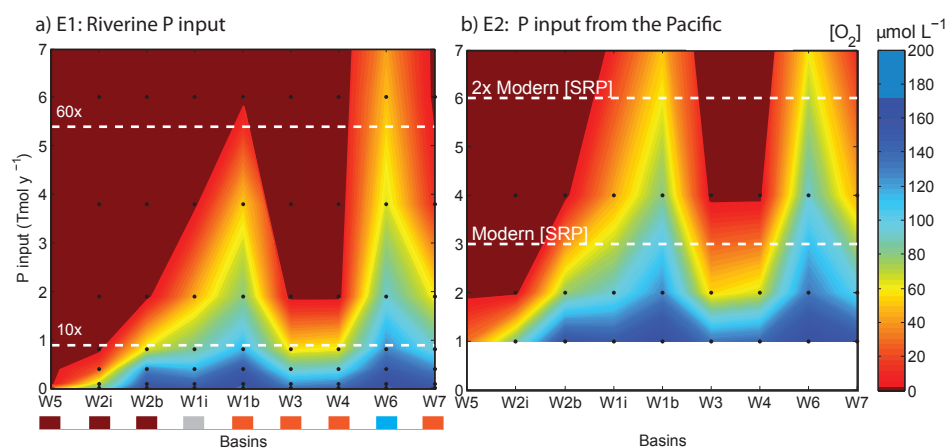 a) E1: Riverine P input
b) E2: P input from the Pacific
[O2] µmol L⁻¹
7
6
5
4
3
2
1
0
P input (Tmol y⁻¹)
60x
10x
W5 W2i W2b W1i W1b W3 W4 W6 W7
Basins
7
6
5
4
3
2
1
0
2x Modern [SRP]
Modern [SRP]
W5 W2i W2b W1i W1b W3 W4 W6 W7
Basins
200
180
160
140
120
100
80
60
40
20
0